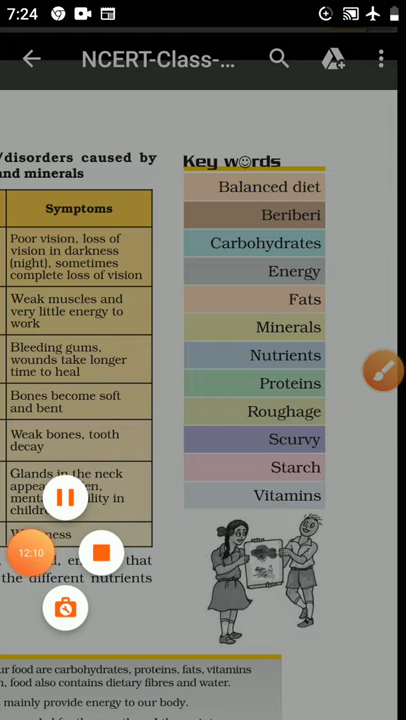 7:24
NCERT-Class-...
/disorders caused by
and minerals
Symptoms
Poor vision, loss of
vision in darkness
(night), sometimes
complete loss of vision
Weak muscles and
very little energy to
work
Bleeding gums,
wounds take longer
time to heal
Bones become soft
and bent
Weak bones, tooth
decay
Glands in the neck
in
that
the different nutrients
Key words
Balanced diet
Beriberi
Carbohydrates
Energy
Fats
Minerals
Nutrients
Proteins
Roughage
Scurvy
Starch
Vitamins
12:10
ur food are carbohydrates, proteins, fats, vitamins
, food also contains dietary fibres and water.
mainly provide energy to our body.